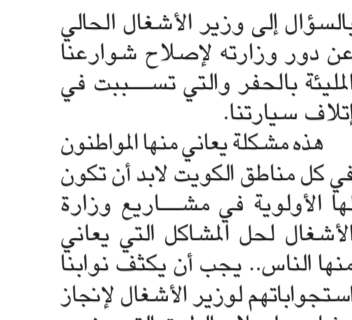 بالسؤال إلى وزير الأشغال الحالي
عن دور وزارته لإصلاح شوارعنا
المليئة بالحفر والتي تسببت في
إتلاف سيارتنا.
هذه مشكلة يعاني منها المواطنون
في كل مناطق الكويت لابد أن تكون
لها الأولوية في مشاريع وزارة
الأشغال لحل المشاكل التي يعاني
منها الناس.. يجب أن يكثف نوابنا
استجواباتهم لوزير الأشغال لإنجاز